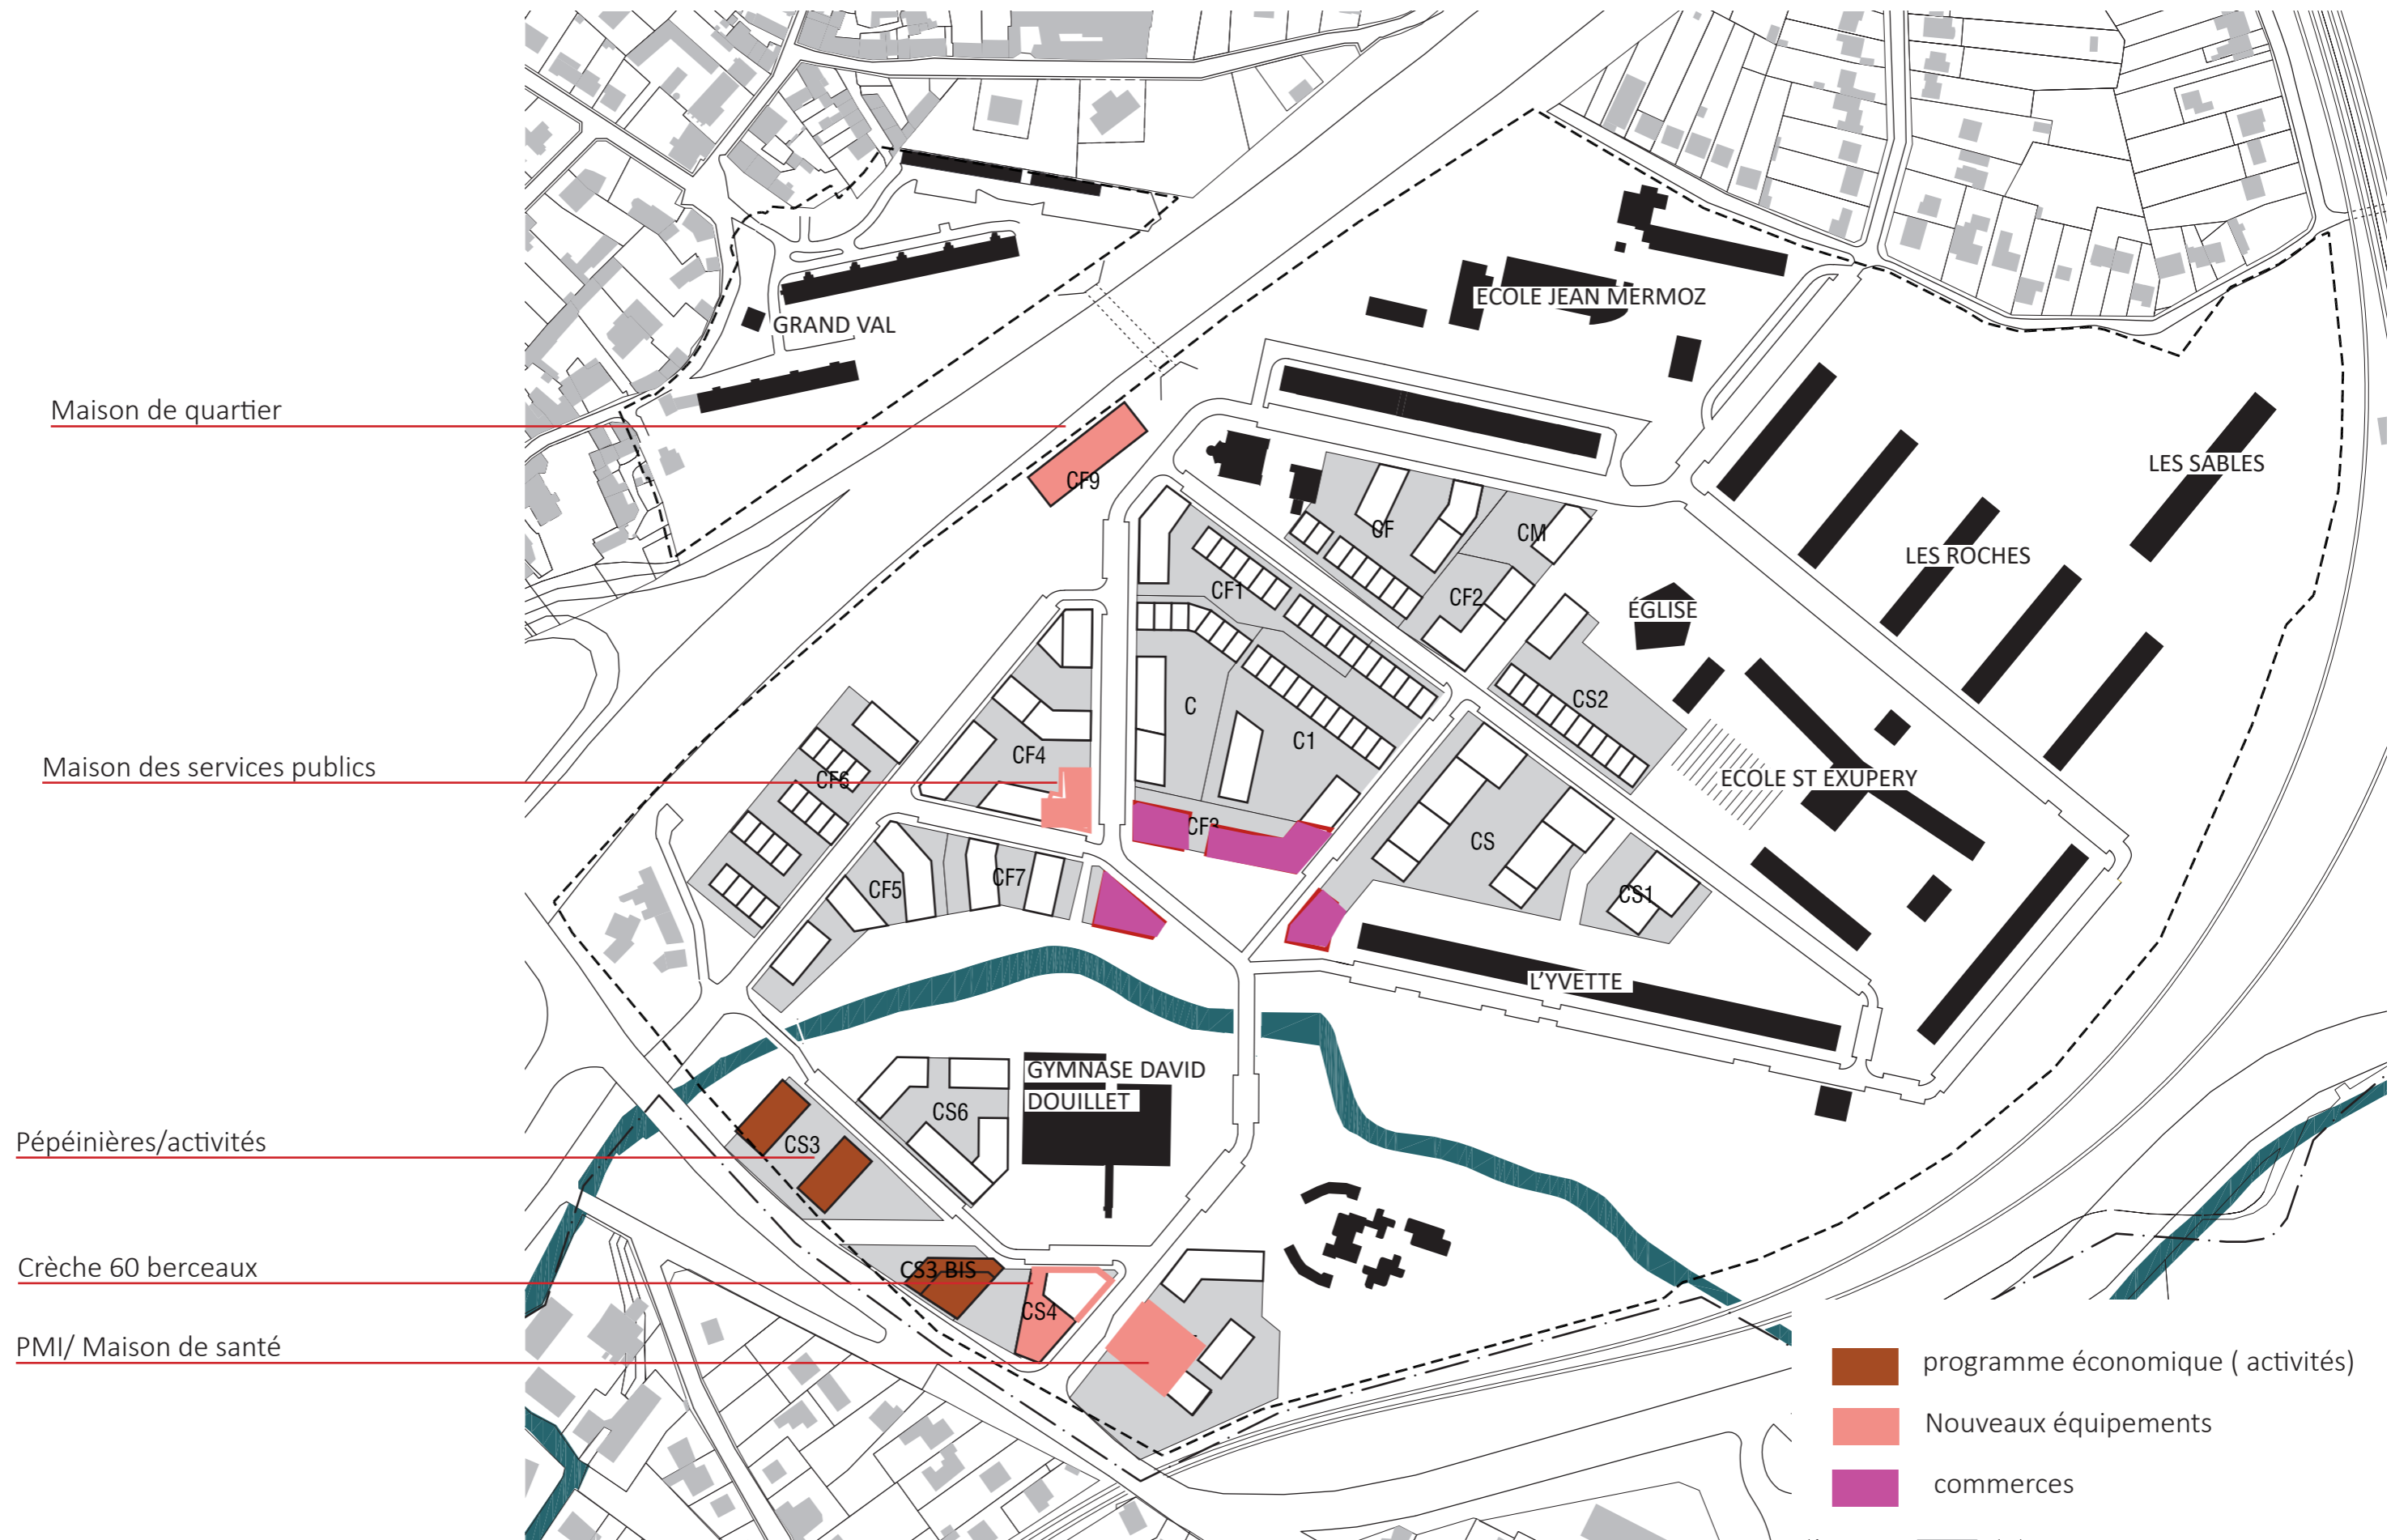 GRAND VAL
ECOLE JEAN MERMOZ
Maison de quartier
CF9
LES SABLES
CF
CM
LES ROCHES
CF1
CF2
ÉGLISE
C
CS2
C1
CF4
Maison des services publics
CF6
ECOLE ST EXUPERY
CS
CF5
CF7
CS1
L'YVETTE
GYMNASE DAVID
DOUILLET
CS6
Pépéinières/activités
CS3
Crèche 60 berceaux
CS3 BIS
CS4
PMI/ Maison de santé
programme économique ( activités)
Nouveaux équipements
commerces